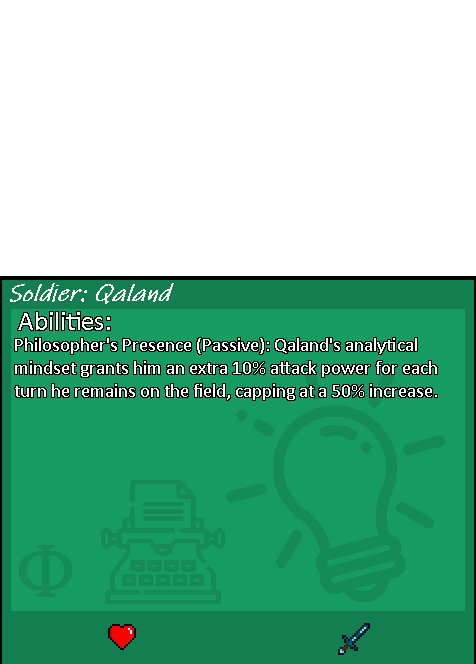 Soldier: Qaland
Abilities:
Philosopher's Presence (Passive): Qaland's analytical
mindset grants him an extra 10% attack power for each
turn he remains on the field, capping at a 50% increase.
Φ